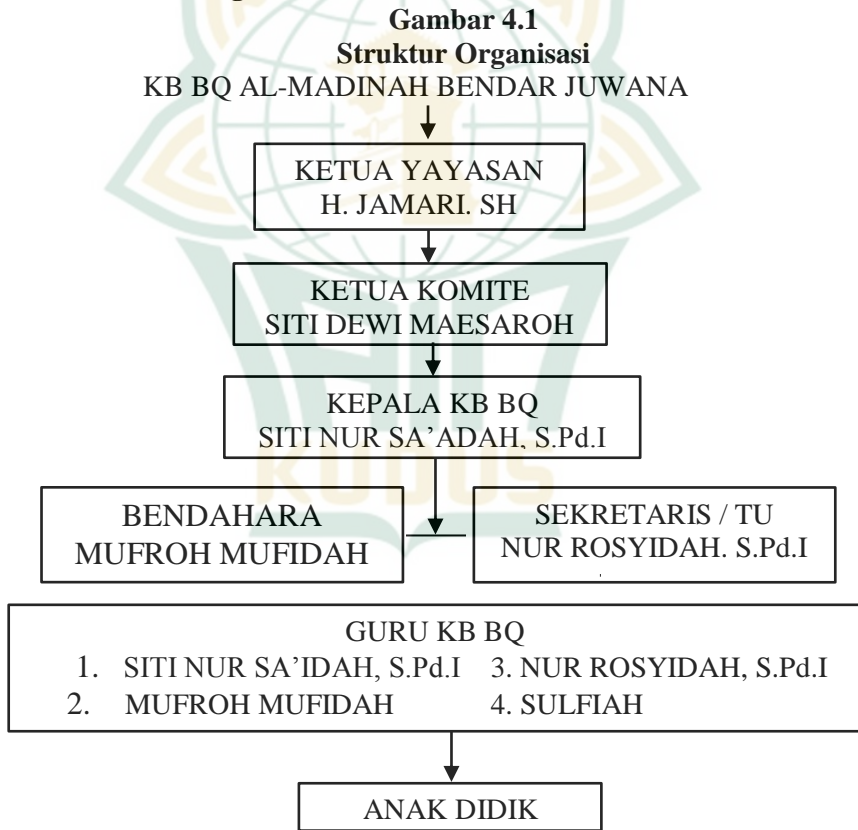 Gambar 4.1
Struktur Organisasi
KB BQ AL-MADINAH BENDAR JUWANA
KETUA YAYASAN
H. JAMARI. SH
KETUA KOMITE
SITI DEWI MAESAROH
KEPALA KB BQ
SITI NUR SA’ADAH, S.Pd.I
BENDAHARA
MUFROH MUFIDAH
SEKRETARIS / TU
NUR ROSYIDAH. S.Pd.I
GURU KB BQ
1. SITI NUR SA’IDAH, S.Pd.I 3. NUR ROSYIDAH, S.Pd.I
2. MUFROH MUFIDAH 4. SULFIAH
ANAK DIDIK
KUDUS